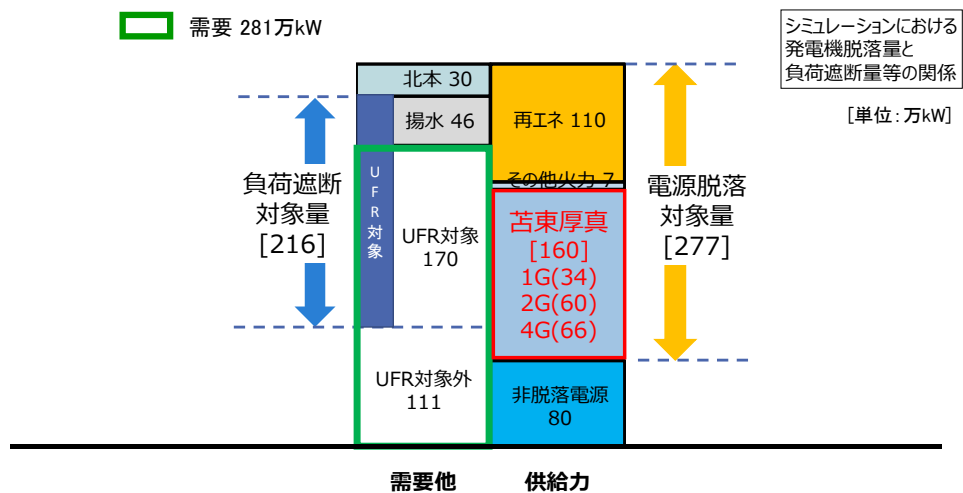 需要 281万kW
シミュレーションにおける
発電機脱落量と
負荷遮断量等の関係
[単位：万kW]
北本 30
揚水 46
再エネ 110
その他火力 7
負荷遮断
対象量
[216]
UFR対象
UFR対象
170
苫東厚真
[160]
1G(34)
2G(60)
4G(66)
電源脱落
対象量
[277]
UFR対象外
111
非脱落電源
80
需要他
供給力